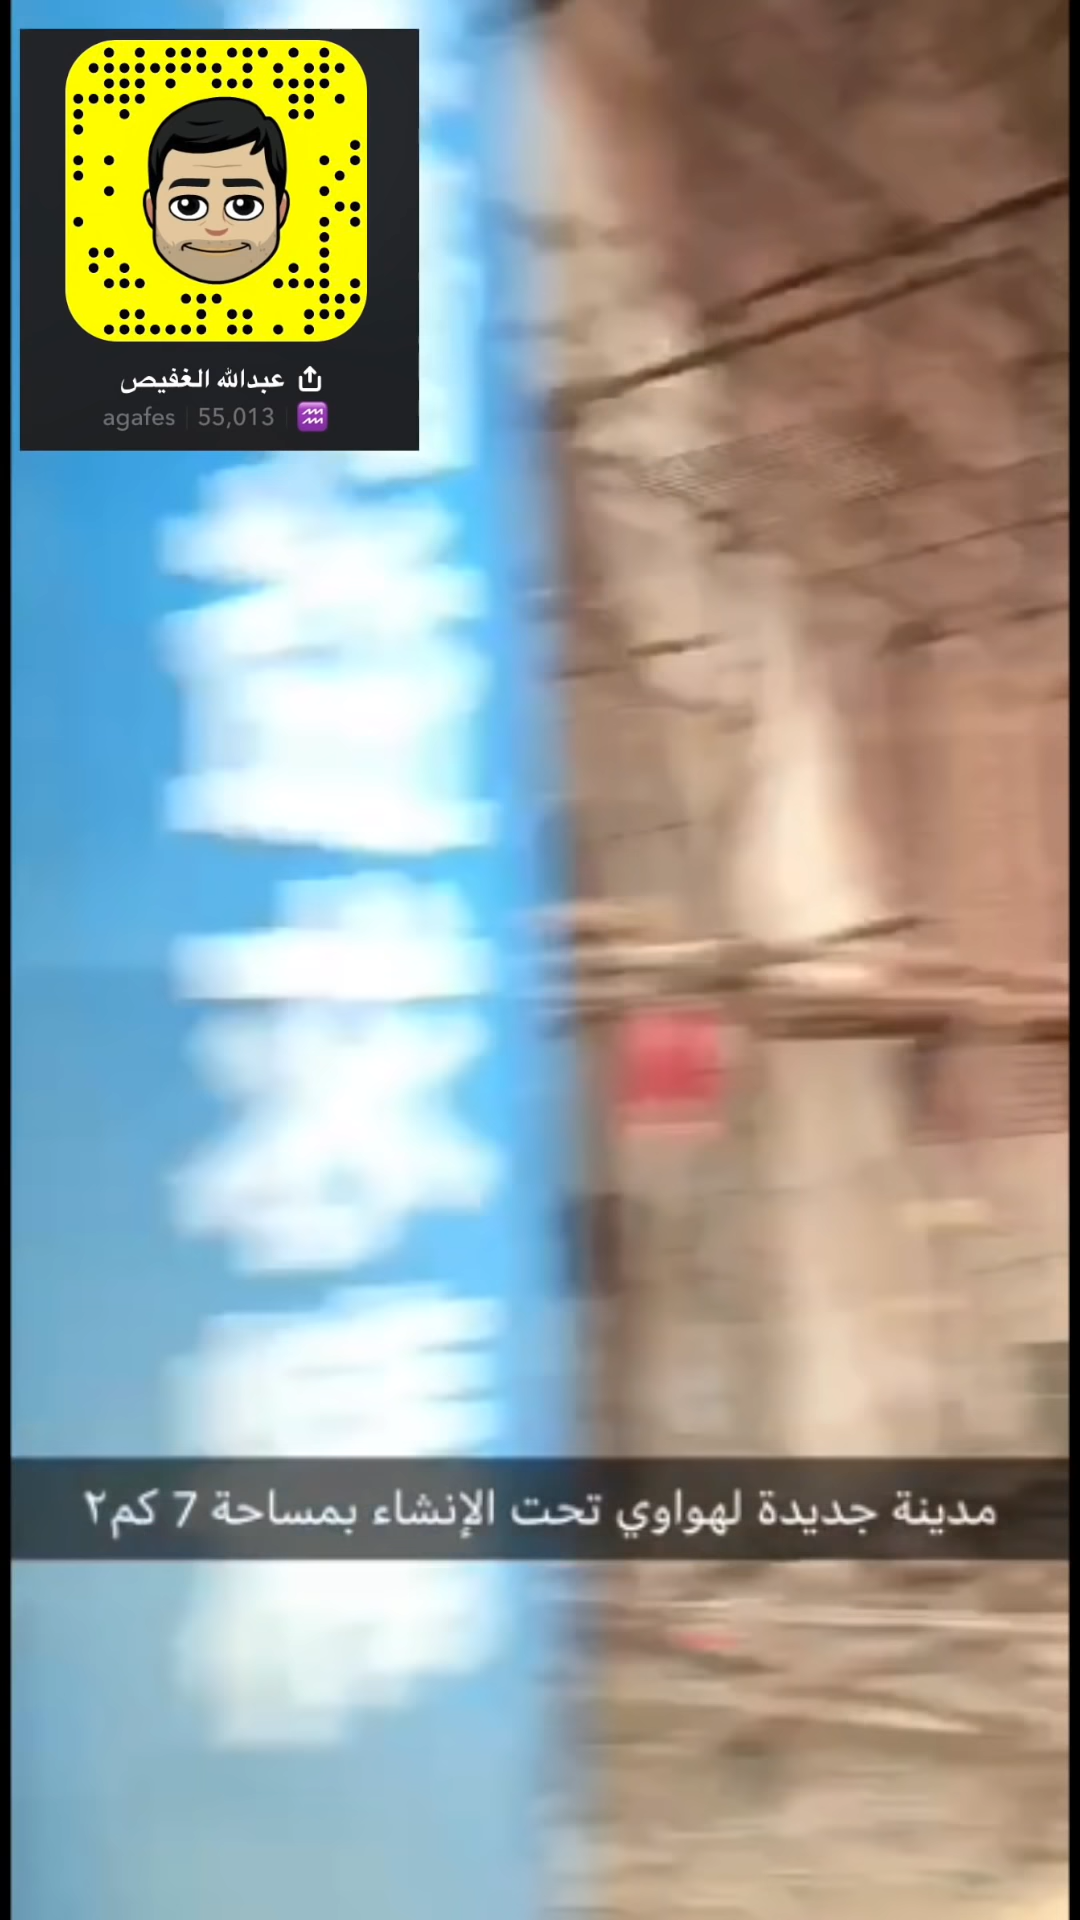 عبدالله الغفيص
agafes | 55,013
مدينة جديدة لهواوي تحت الإنشاء بمساحة 7 كم٢